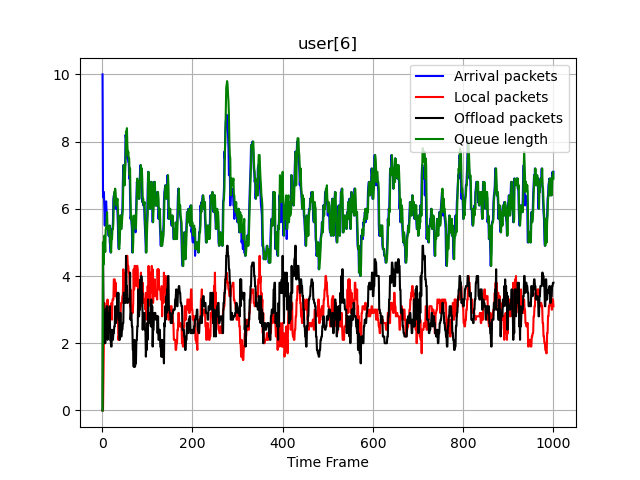 user[6]
Arrival packets
Local packets
Offload packets
Queue length
10
8
6
4
2
0
0 200 400 600 800 1000
Time Frame